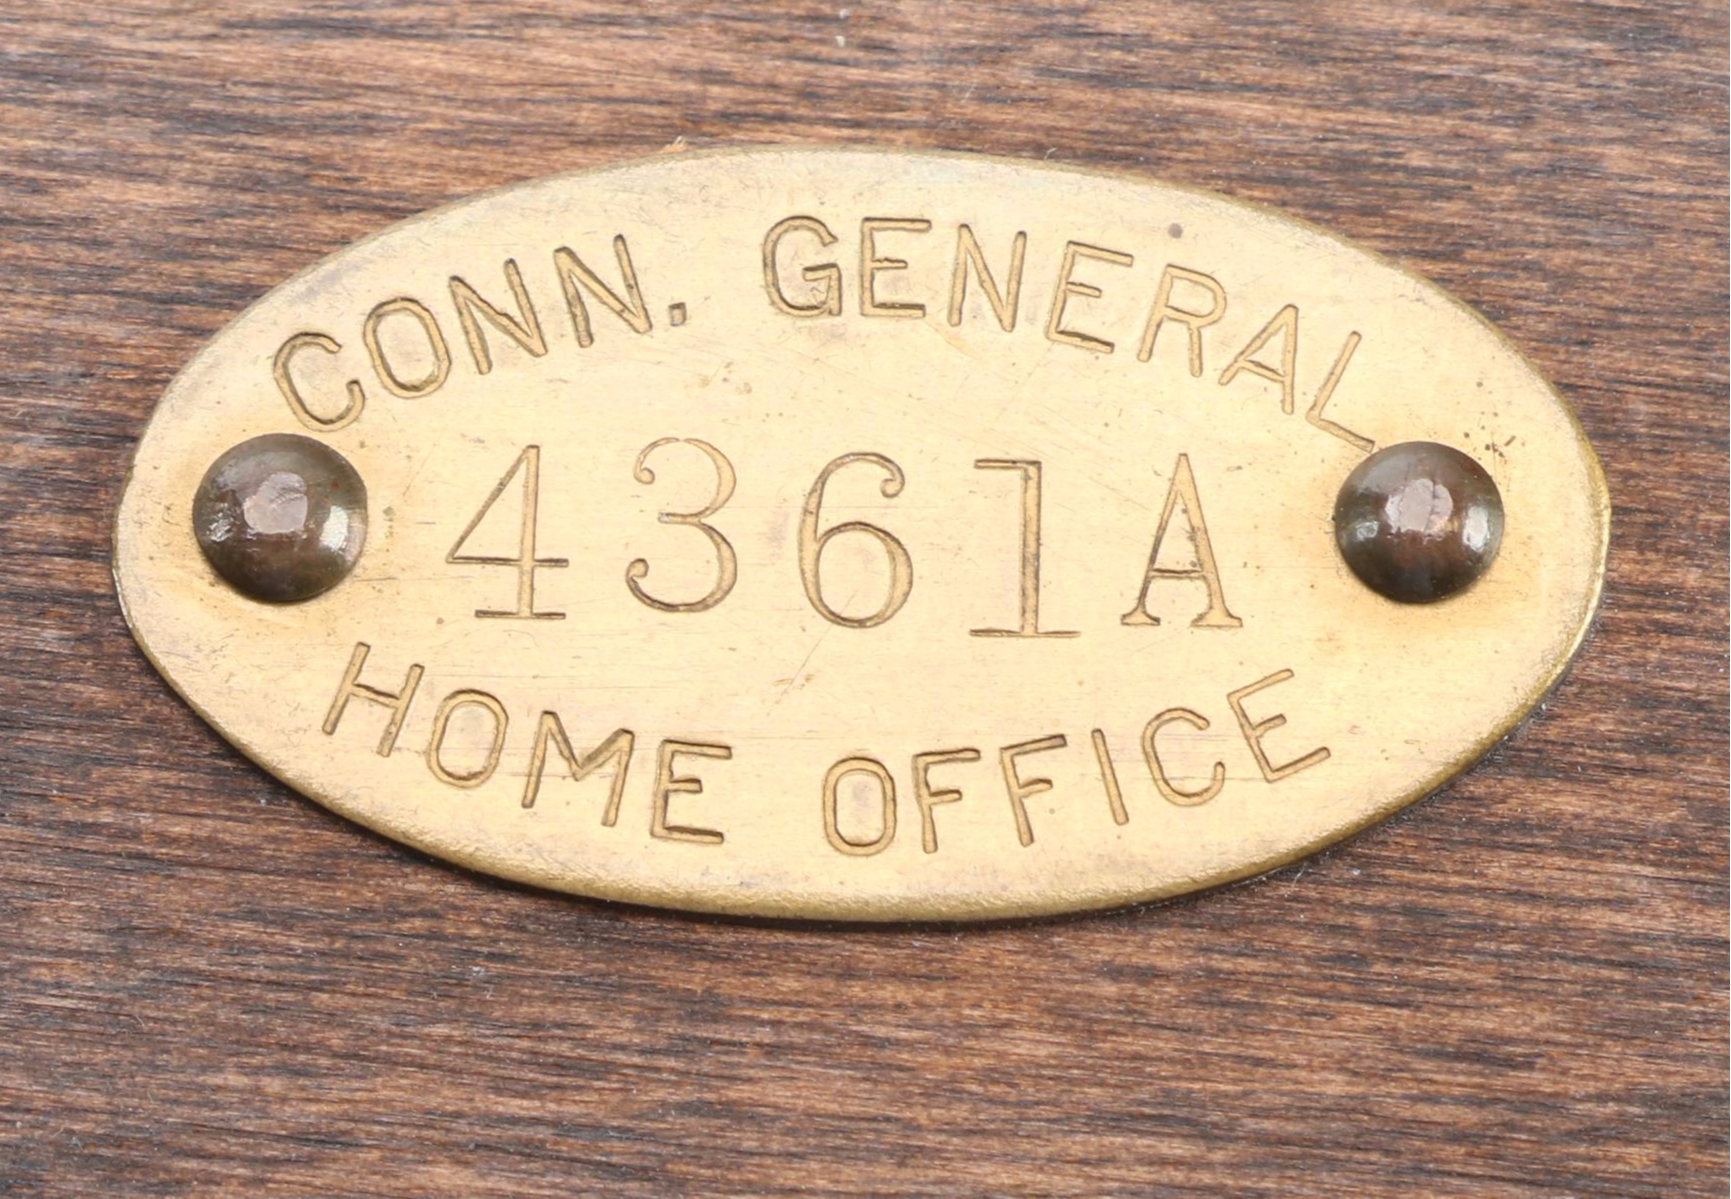 CONN. GENERAL
4361A
HOME OFFICE